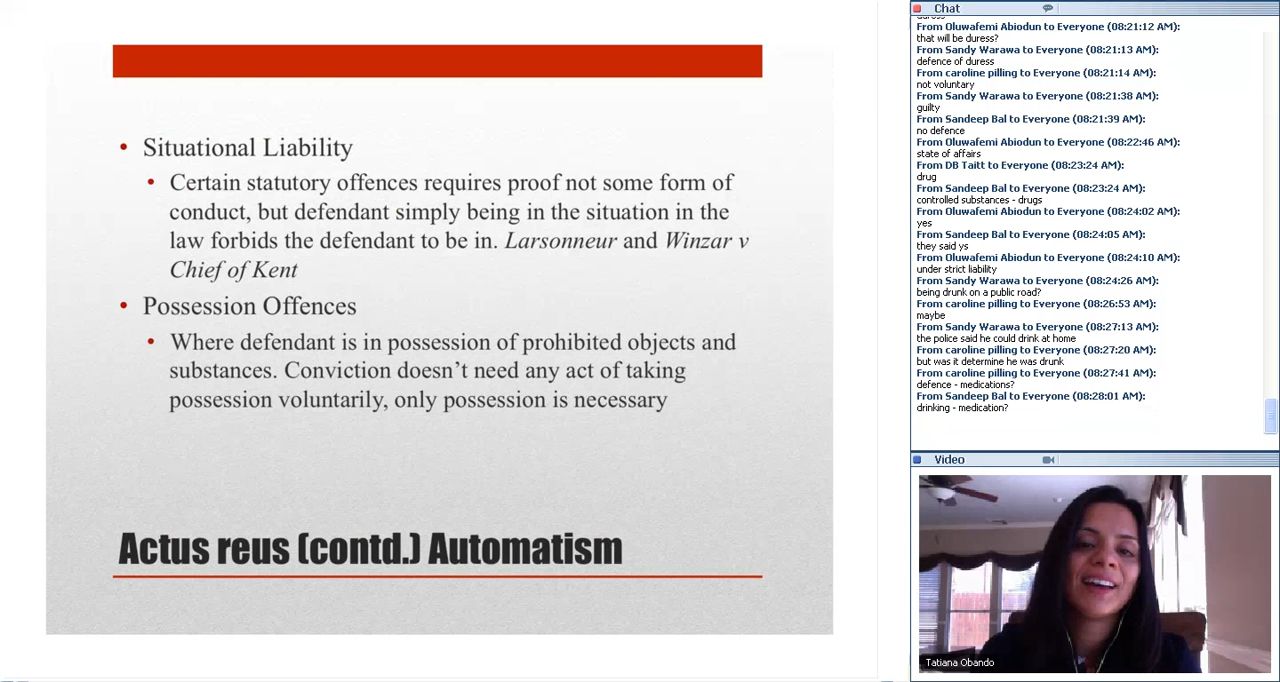 • Situational Liability
• Certain statutory offences requires proof not some form of
conduct, but defendant simply being in the situation in the
law forbids the defendant to be in. Larsonneur and Winzar v
Chief of Kent
• Possession Offences
• Where defendant is in possession of prohibited objects and
substances. Conviction doesn’t need any act of taking
possession voluntarily, only possession is necessary
Actus reus (contd.) Automatism
Chat
From Oluwafemi Abiodun to Everyone (08:21:12 AM):
that will be duress?
From Sandy Warawa to Everyone (08:21:13 AM):
defence of duress
From caroline pilling to Everyone (08:21:14 AM):
not voluntary
From Sandy Warawa to Everyone (08:21:38 AM):
guilty
From Sandeep Bal to Everyone (08:21:39 AM):
no defence
From Oluwafemi Abiodun to Everyone (08:22:46 AM):
state of affairs
From DB Taitt to Everyone (08:23:24 AM):
drug
From Sandeep Bal to Everyone (08:23:24 AM):
controlled substances - drugs
From Oluwafemi Abiodun to Everyone (08:24:02 AM):
yes
From Sandeep Bal to Everyone (08:24:05 AM):
they said ys
From Oluwafemi Abiodun to Everyone (08:24:10 AM):
under strict liability
From Sandy Warawa to Everyone (08:24:26 AM):
being drunk on a public road?
From caroline pilling to Everyone (08:26:53 AM):
maybe
From Sandy Warawa to Everyone (08:27:13 AM):
the police said he could drink at home
From caroline pilling to Everyone (08:27:20 AM):
but was it determine he was drunk
From caroline pilling to Everyone (08:27:41 AM):
defence - medications?
From Sandeep Bal to Everyone (08:28:01 AM):
drinking - medication?
Video
Tatiana Obando